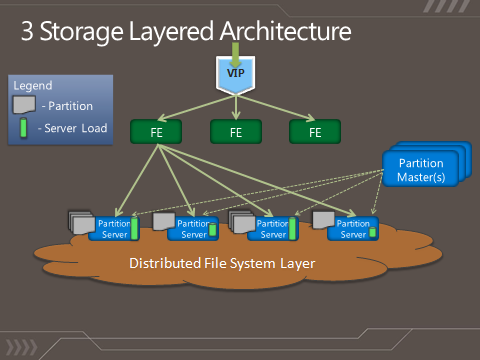 3 Storage Layered Architecture
VIP
Legend
- Partition
- Server Load
FE
FE
FE
Partition
Master(s)
Partition
Server
Partition
Server
Partition
Server
Partition
Server
Distributed File System Layer